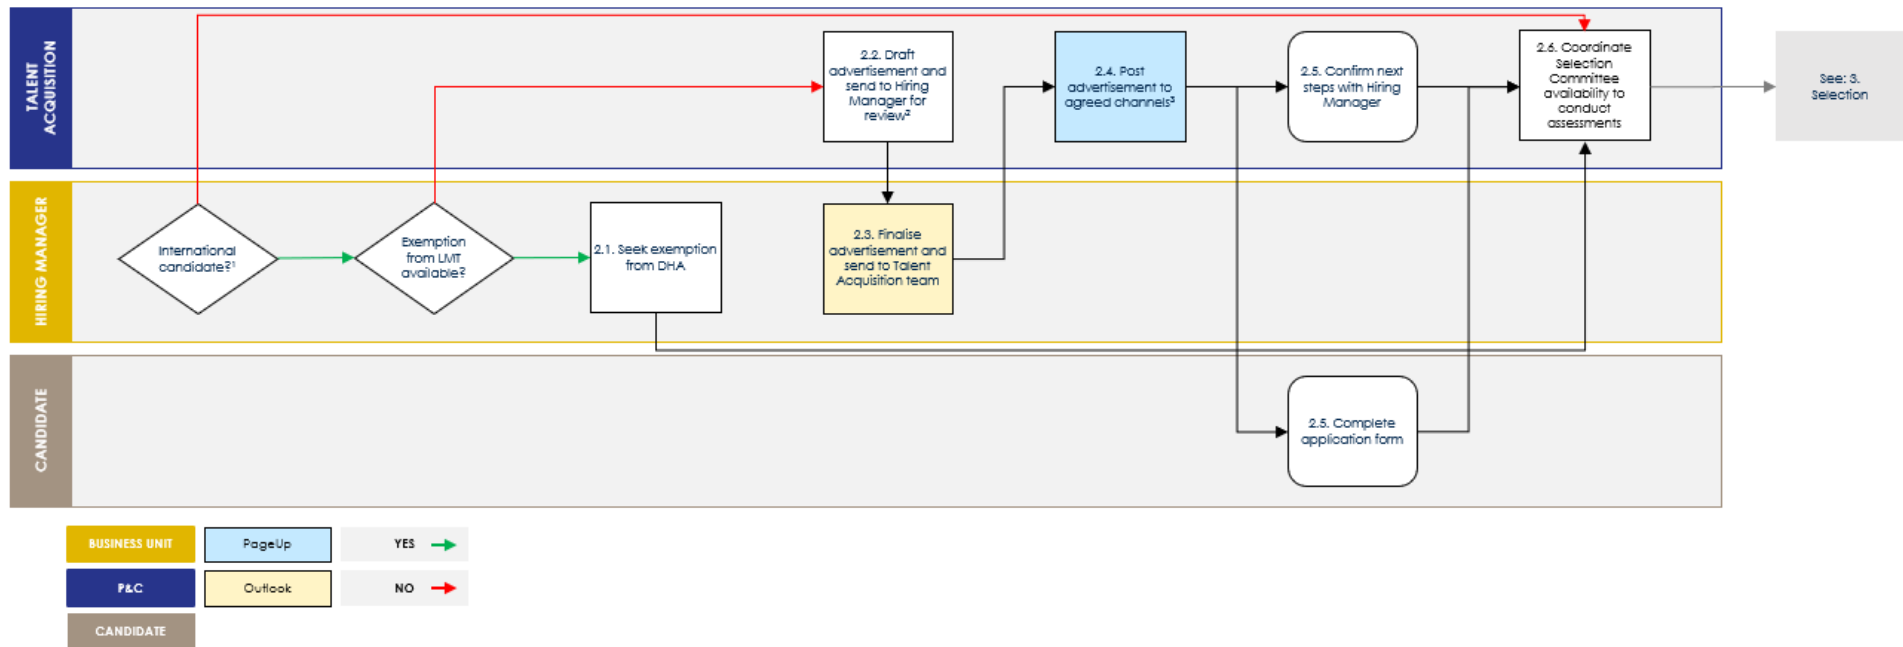 TALENT
ACQUISITION
2.2. Draft
advertisement and
send to Hiring
Manager for
review²
2.4. Post
advertisement to
agreed channels³
2.5. Confirm next
steps with Hiring
Manager
2.6. Coordinate
Selection
Committee
availability to
conduct
assessments
See: 3.
Selection
HIRING MANAGER
International
candidate?¹
Exemption
from LMT
available?
2.1. Seek exemption
from DHA
2.3. Finalise
advertisement and
send to Talent
Acquisition team
CANDIDATE
2.5. Complete
application form
BUSINESS UNIT
PageUp
YES
P&C
Outlook
NO
CANDIDATE